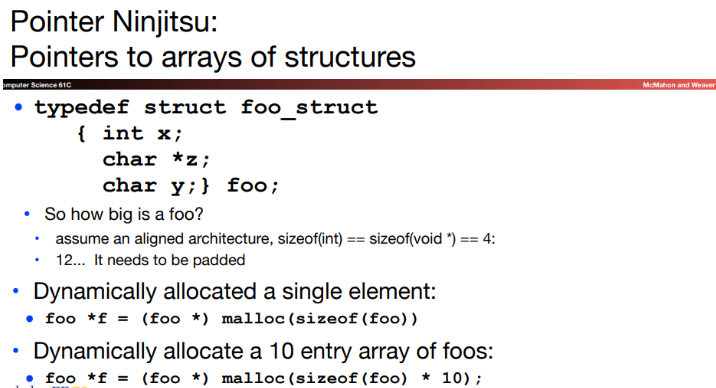 Pointer Ninjitsu:
Pointers to arrays of structures
Computer Science 61C
McMahon and Weaver
• typedef struct foo_struct
{ int x;
char *z;
char y;} foo;
• So how big is a foo?
• assume an aligned architecture, sizeof(int) == sizeof(void *) == 4:
• 12... It needs to be padded
• Dynamically allocated a single element:
• foo *f = (foo *) malloc(sizeof(foo))
• Dynamically allocate a 10 entry array of foos:
• foo *f = (foo *) malloc(sizeof(foo) * 10);